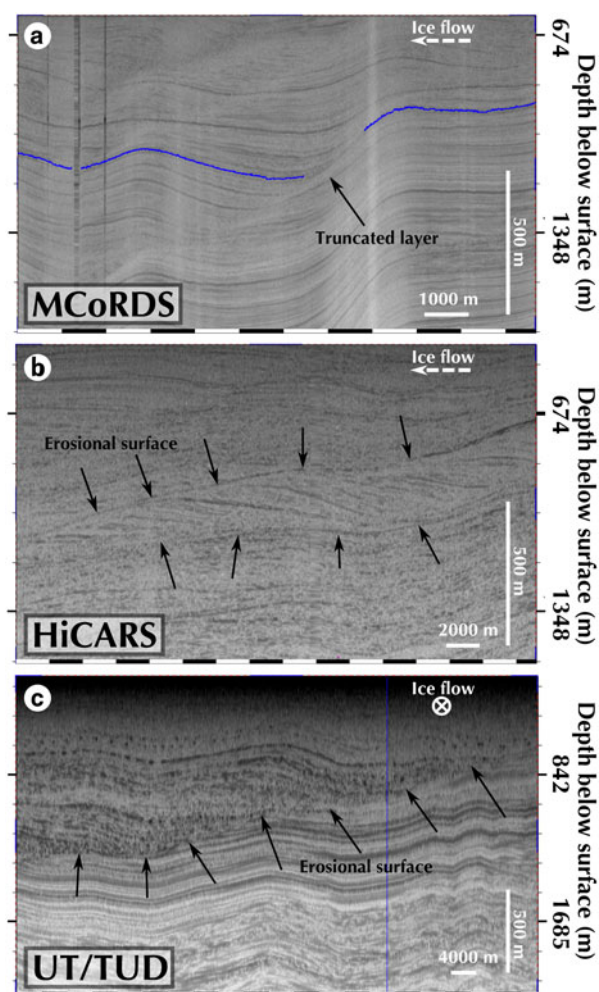 a
Ice flow
674
Depth below surface (m)
Truncated layer
1348
500 m
1000 m
MCoRDS
b
Ice flow
674
Erosional surface
Depth below surface (m)
500 m
1348
2000 m
HiCARS
c
Ice flow
842
Depth below surface (m)
Erosional surface
500 m
1685
4000 m
UT/TUD